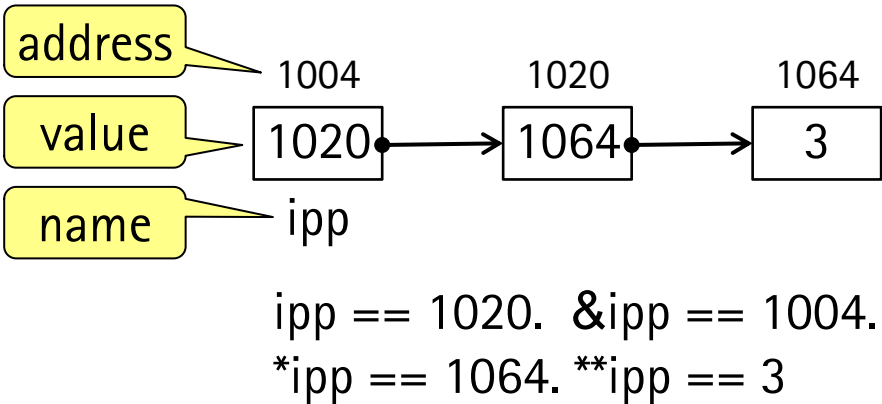 address
1004 1020 1064
value 1020 1064 3
name ipp
ipp == 1020. &ipp == 1004.
*ipp == 1064. **ipp == 3